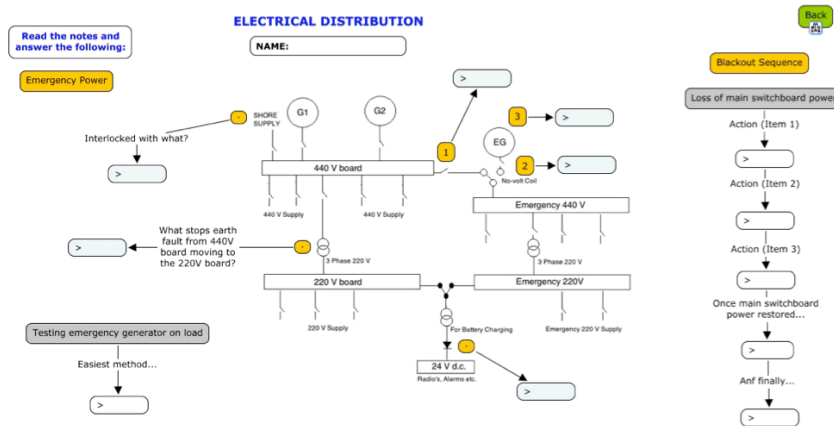 ELECTRICAL DISTRIBUTION
Back
Read the notes and
answer the following:
NAME:
Emergency Power
Blackout Sequence
>
SHORE
SUPPLY
G1
G2
3
>
Loss of main switchboard power
Interlocked with what?
1
EG
Action (Item 1)
>
440 V board
2
>
>
No-volt Coil
Action (Item 2)
440 V Supply
440 V Supply
Emergency 440 V
>
What stops earth
fault from 440V
board moving to
the 220V board?
>
3 Phase 220 V
3 Phase 220 V
Action (Item 3)
220 V board
Emergency 220V
>
Once main switchboard
power restored...
Testing emergency generator on load
220 V Supply
For Battery Charging
Emergency 220 V Supply
>
Easiest method...
24 V d.c.
Radio's, Alarms etc.
Anf finally...
>
>
>